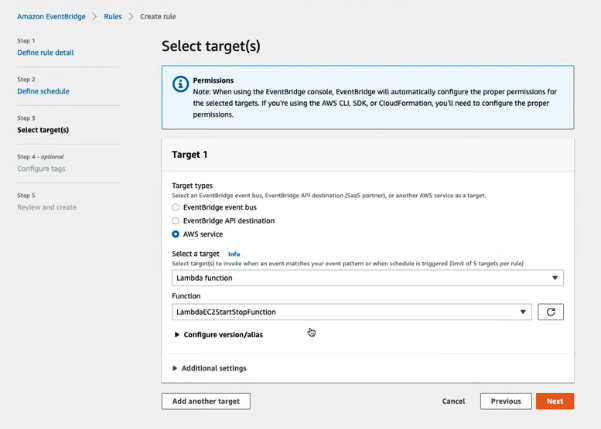 Amazon EventBridge > Rules > Create rule
Step 1
Define rule detail
Step 2
Define schedule
Step 3
Select target(s)
Step 4 - optional
Configure tags
Step 5
Review and create
Select target(s)
Permissions
Note: When using the EventBridge console, EventBridge will automatically configure the proper permissions for
the selected targets. If you're using the AWS CLI, SDK, or CloudFormation, you'll need to configure the proper
permissions.
Target 1
Target types
Select an EventBridge event bus, EventBridge API destination (SaaS partner), or another AWS service as a target.
EventBridge event bus
EventBridge API destination
AWS service
Select a target Info
Select target(s) to invoke when an event matches your event pattern or when schedule is triggered (limit of 5 targets per rule)
Lambda function
Function
LambdaEC2StartStopFunction
Configure version/alias
Additional settings
Add another target Cancel Previous Next